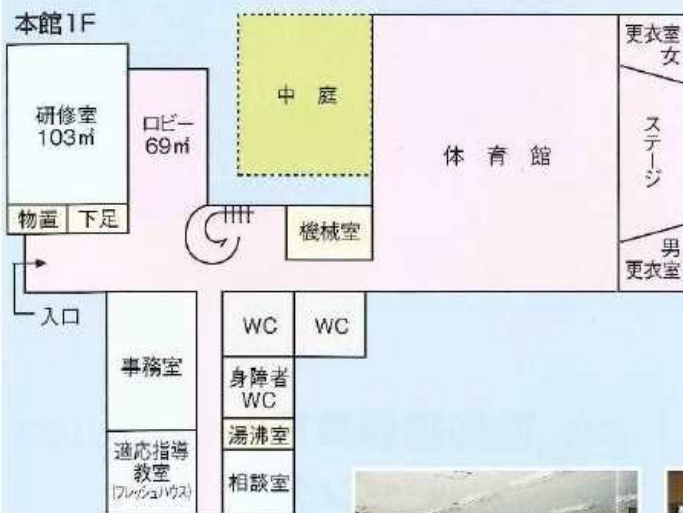 本館1F
研修室
103㎡
ロビー
69㎡
中庭
体育館
更衣室
女
ステージ
男
更衣室
物置
下足
機械室
入口
事務室
WC
WC
身障者
WC
湯沸室
適応指導
教室
(フレッシュハウス)
相談室